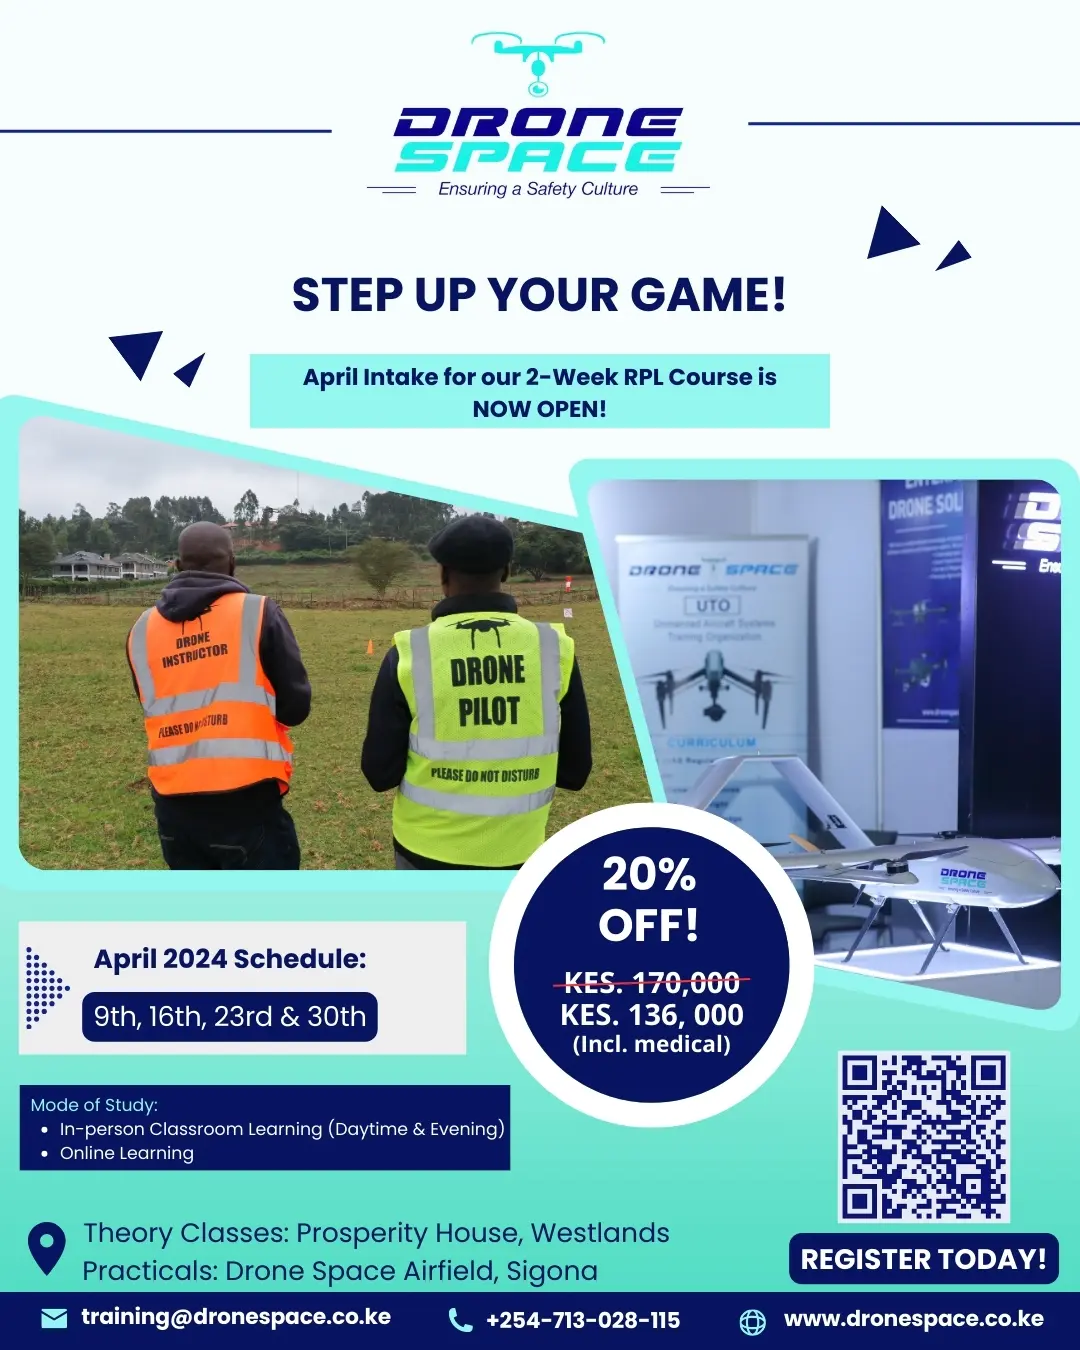 DRONE
SPACE
Ensuring a Safety Culture
STEP UP YOUR GAME!
April Intake for our 2-Week RPL Course is
NOW OPEN!
DRONE
INSTRUCTOR
PLEASE DO NOT DISTURB
DRONE
PILOT
PLEASE DO NOT DISTURB
DRONE SOL
DRONE SPACE
UTO
Unmanned Aircraft Systems
Training Organization
CURRICULUM
DRONE
SPACE
20%
OFF!
KES. 170,000
KES. 136, 000
(Incl. medical)
April 2024 Schedule:
9th, 16th, 23rd & 30th
Mode of Study:
• In-person Classroom Learning (Daytime & Evening)
• Online Learning
Theory Classes: Prosperity House, Westlands
Practicals: Drone Space Airfield, Sigona
REGISTER TODAY!
training@dronespace.co.ke
+254-713-028-115
www.dronespace.co.ke